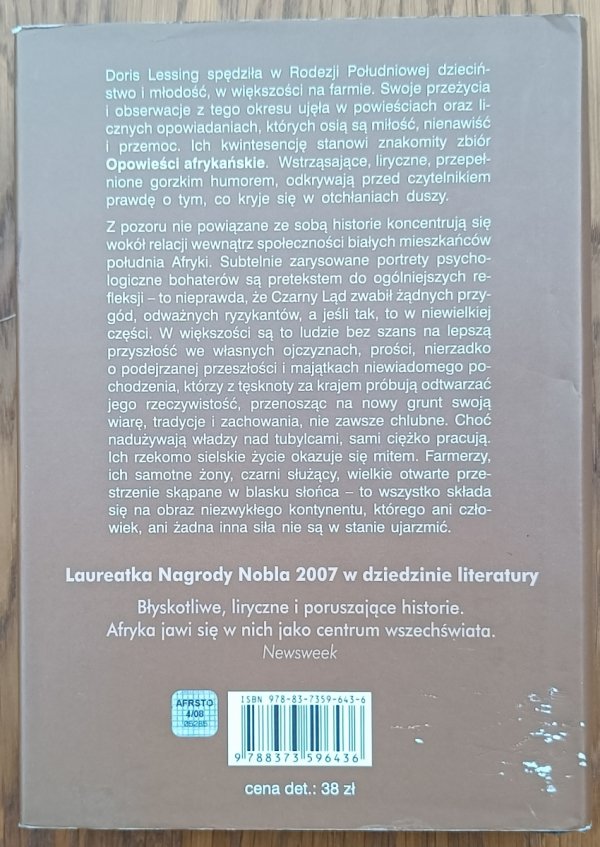 Doris Lessing spędziła w Rodezji Południowej dzieciń-
stwo i młodość, w większości na farmie. Swoje przeżycia
i obserwacje z tego okresu ujęła w powieściach oraz li-
cznych opowiadaniach, których osią są miłość, nienawiść
i przemoc. Ich kwintesencję stanowi znakomity zbiór
Opowieści afrykańskie. Wstrząsające, liryczne, przepeł-
nione gorzkim humorem, odkrywają przed czytelnikiem
prawdę o tym, co kryje się w otchłaniach duszy.
Z pozoru nie powiązane ze sobą historie koncentrują się
wokół relacji wewnątrz społeczności białych mieszkańców
południa Afryki. Subtelnie zarysowane portrety psycho-
logiczne bohaterów są pretekstem do ogólniejszych re-
fleksji – to nieprawda, że Czarny Ląd zwabił żądnych przy-
gód, odważnych ryzykantów, a jeśli tak, to w niewielkiej
części. W większości są to ludzie bez szans na lepszą
przyszłość we własnych ojczyznach, prości, nierzadko
o podejrzanej przeszłości i majątkach niewiadomego po-
chodzenia, którzy z tęsknoty za krajem próbują odtwarzać
jego rzeczywistość, przenosząc na nowy grunt swoją
wiarę, tradycje i zachowania, nie zawsze chlubne. Choć
nadużywają władzy nad tubylcami, sami ciężko pracują.
Ich rzekomo sielskie życie okazuje się mitem. Farmerzy,
ich samotne żony, czarni służący, wielkie otwarte prze-
strzenie skąpane w blasku słońca – to wszystko składa
się na obraz niezwykłego kontynentu, którego ani czło-
wiek, ani żadna inna siła nie są w stanie ujarzmić.
Laureatka Nagrody Nobla 2007 w dziedzinie literatury
Błyskotliwe, liryczne i poruszające historie.
Afryka jawi się w nich jako centrum wszechświata.
Newsweek
AFRSTO
4/08
ISBN 978-83-7359-643-6
9 788373 596436
cena det.: 38 zł